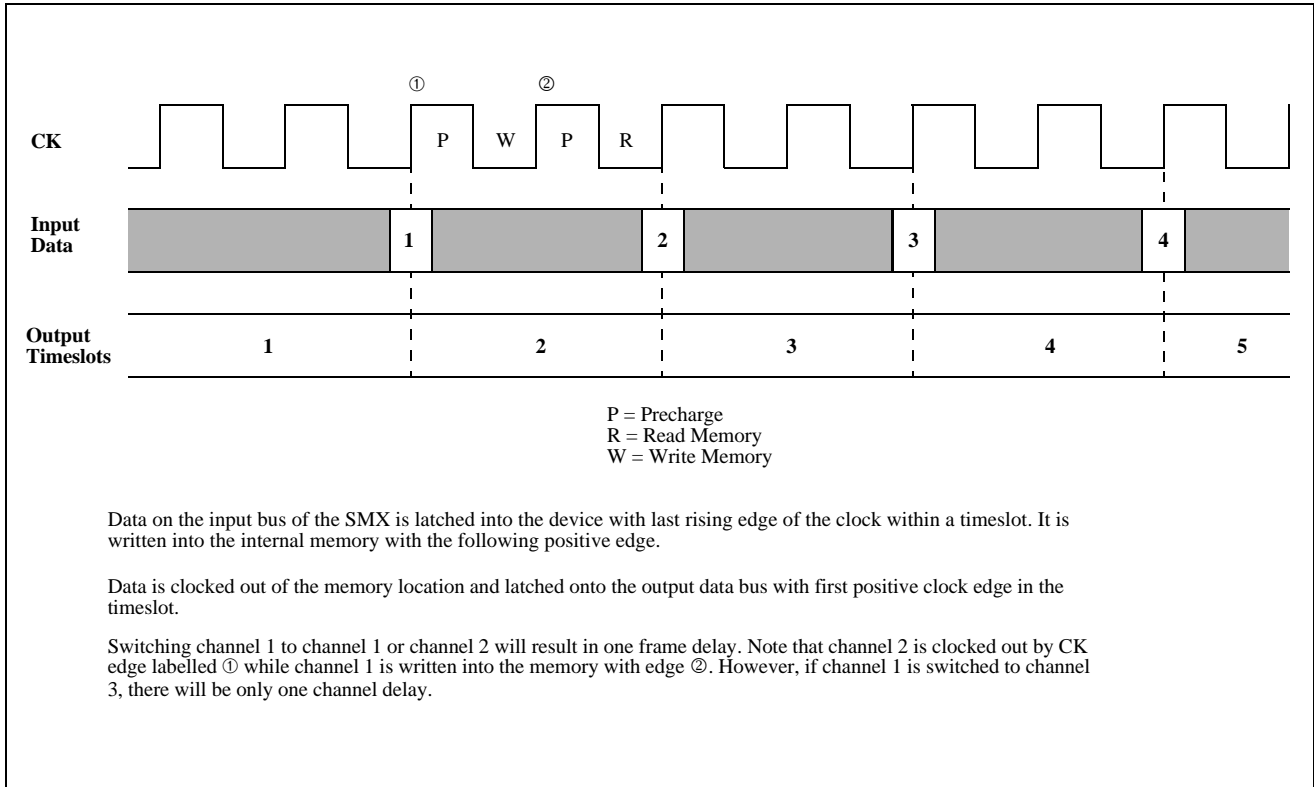 ① ②
CK P W P R
Input
Data
1 2 3 4
Output
Timeslots
1 2 3 4 5
P = Precharge
R = Read Memory
W = Write Memory
Data on the input bus of the SMX is latched into the device with last rising edge of the clock within a timeslot. It is
written into the internal memory with the following positive edge.
Data is clocked out of the memory location and latched onto the output data bus with first positive clock edge in the
timeslot.
Switching channel 1 to channel 1 or channel 2 will result in one frame delay. Note that channel 2 is clocked out by CK
edge labelled ① while channel 1 is written into the memory with edge ②. However, if channel 1 is switched to channel
3, there will be only one channel delay.